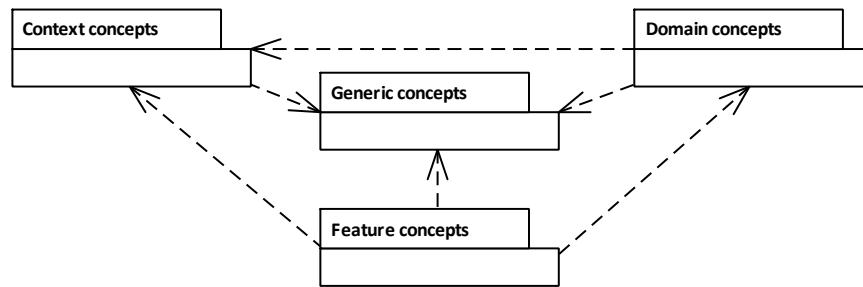 Context concepts
Domain concepts
Generic concepts
Feature concepts